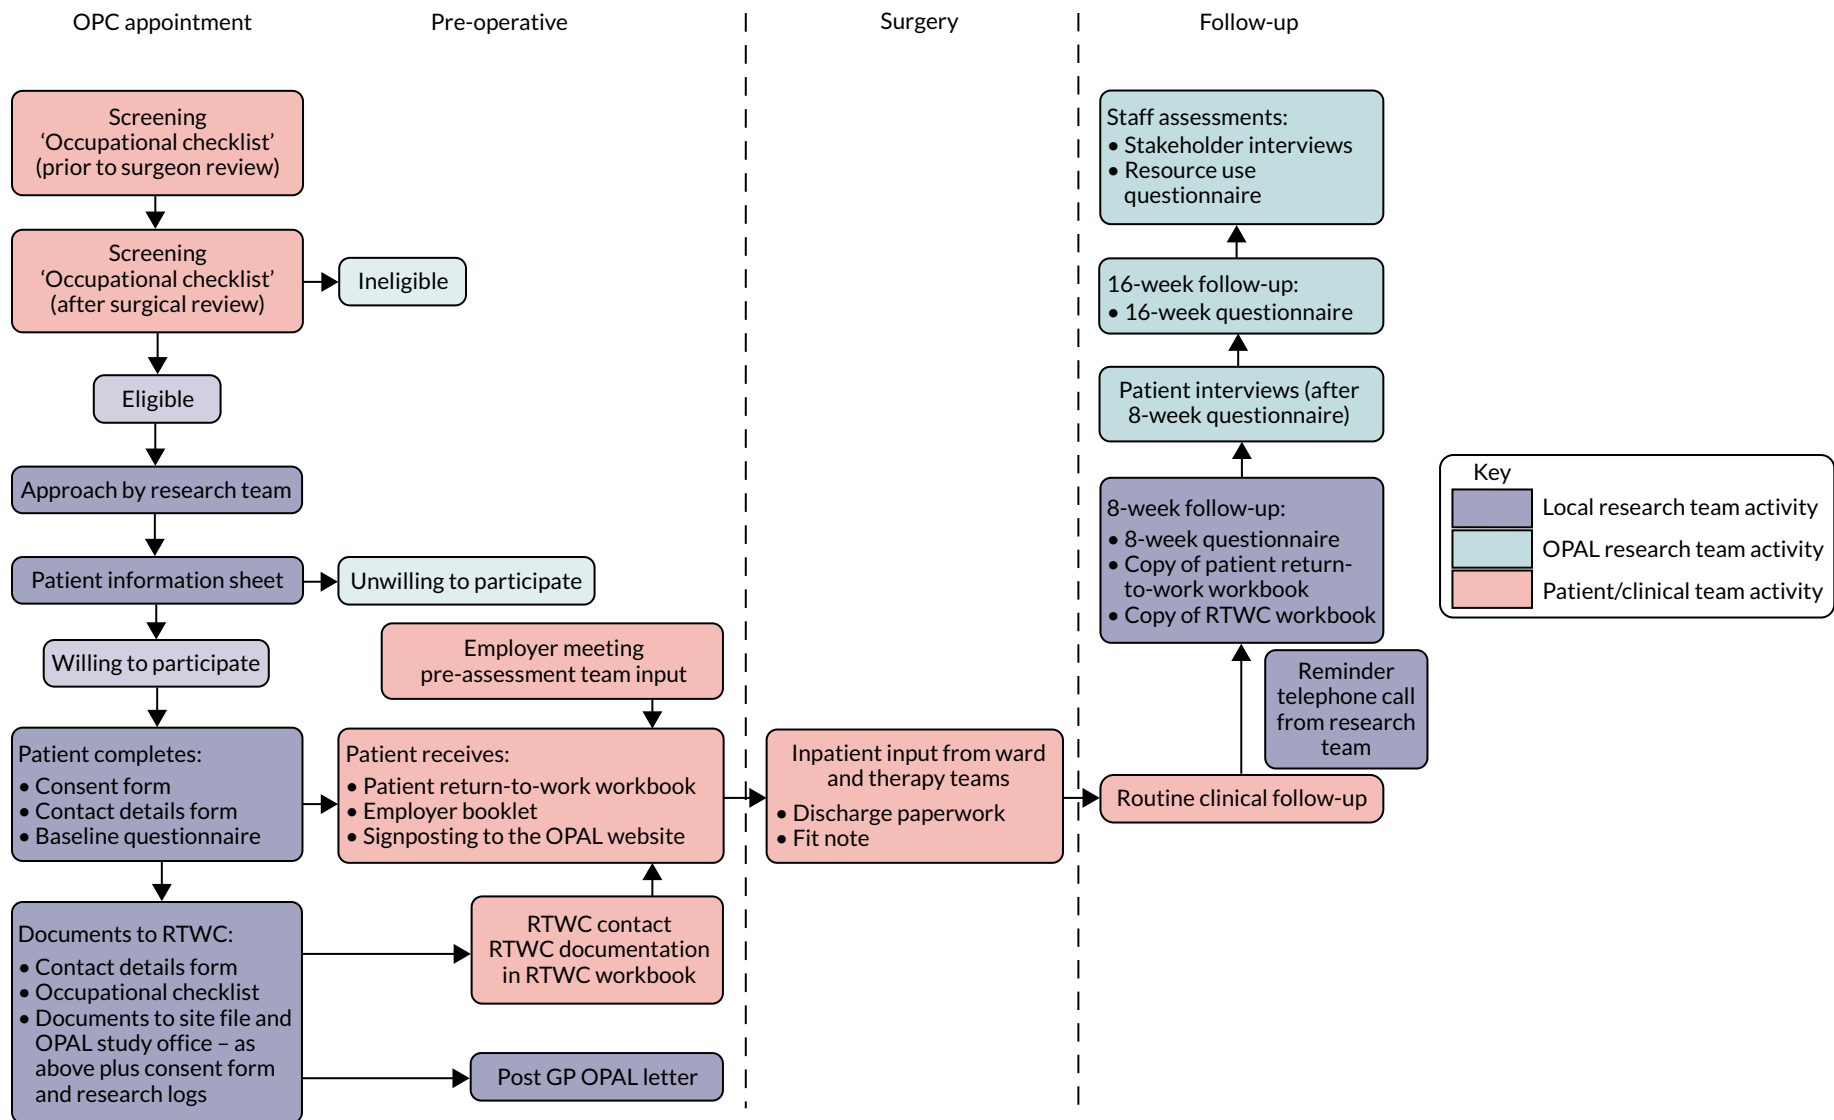 OPC appointment
Pre-operative
Surgery
Follow-up
Screening
‘Occupational checklist’
(prior to surgeon review)
Screening
‘Occupational checklist’
(after surgical review)
Ineligible
Eligible
Approach by research team
Patient information sheet
Unwilling to participate
Willing to participate
Patient completes:
• Consent form
• Contact details form
• Baseline questionnaire
Documents to RTWC:
• Contact details form
• Occupational checklist
• Documents to site file and
OPAL study office – as
above plus consent form
and research logs
Employer meeting
pre-assessment team input
Patient receives:
• Patient return-to-work workbook
• Employer booklet
• Signposting to the OPAL website
RTWC contact
RTWC documentation
in RTWC workbook
Post GP OPAL letter
Inpatient input from ward
and therapy teams
• Discharge paperwork
• Fit note
Staff assessments:
• Stakeholder interviews
• Resource use
questionnaire
16-week follow-up:
• 16-week questionnaire
Patient interviews (after
8-week questionnaire)
8-week follow-up:
• 8-week questionnaire
• Copy of patient return-
to-work workbook
• Copy of RTWC workbook
Reminder
telephone call
from research
team
Routine clinical follow-up
Key
Local research team activity
OPAL research team activity
Patient/clinical team activity